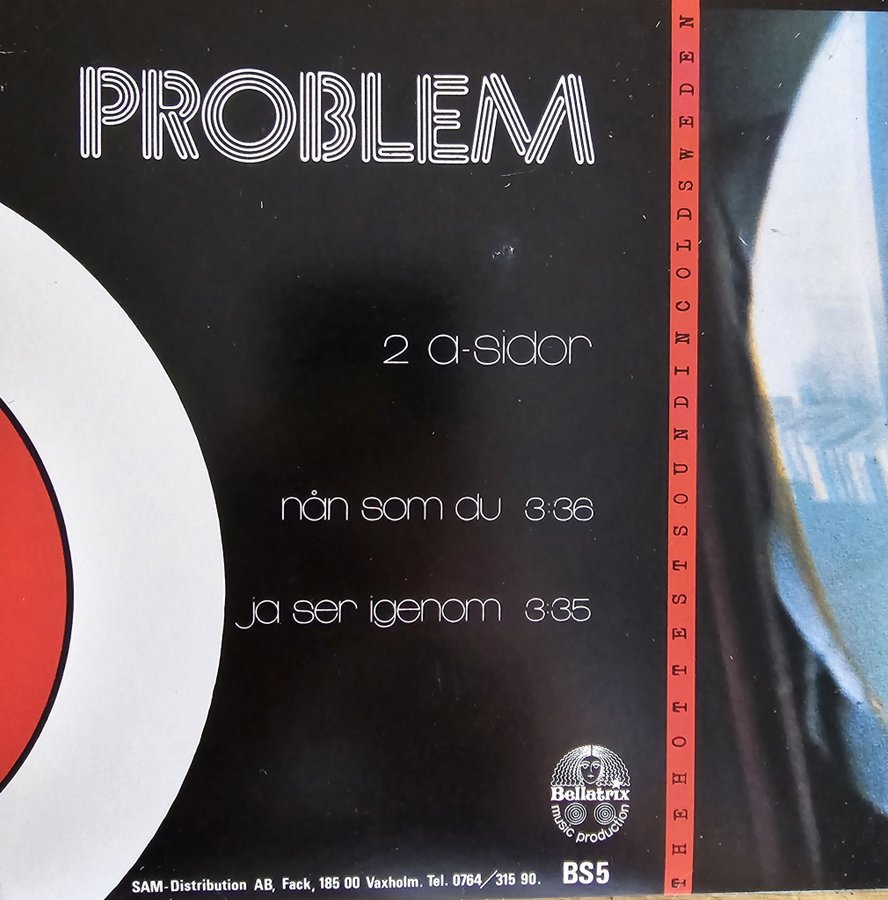 PROBLEM
2 a-sidor
nån som du 3:36
ja ser igenom 3:35
Bellatrix
music production
SAM-Distribution AB, Fack, 185 00 Vaxholm. Tel. 0764/315 90. BS5
THEHOTTESTSOUNDINCOLDSWEDEN